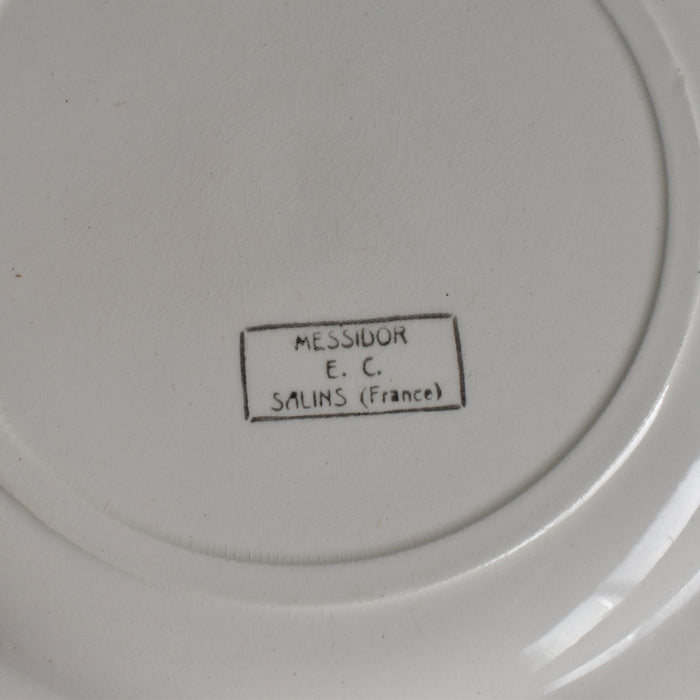 MESSIDOR
E. C.
SALINS (France)